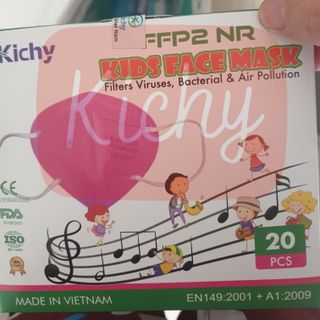 Kichy
FFP2 NR
KIDS FACE MASK
Filters Viruses, Bacterial & Air Pollution
Kichy
CE
FDA
ISO
20
PCS
MADE IN VIETNAM
EN149:2001 + A1:2009